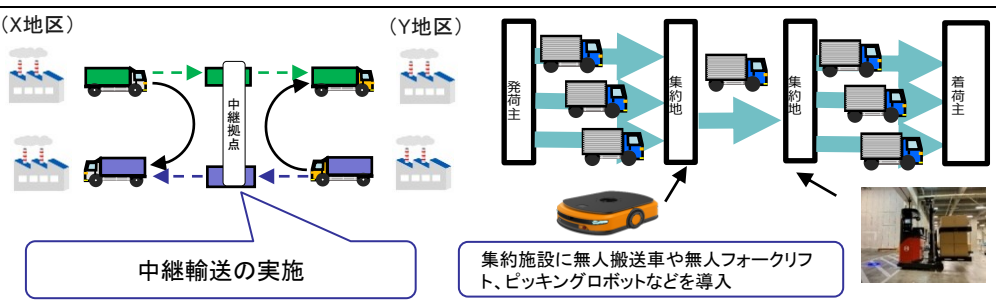 (X地区)
(Y地区)
中継拠点
中継輸送の実施
発荷主
集約地
集約地
着荷主
集約施設に無人搬送車や無人フォークリフ
ト、ピッキングロボットなどを導入